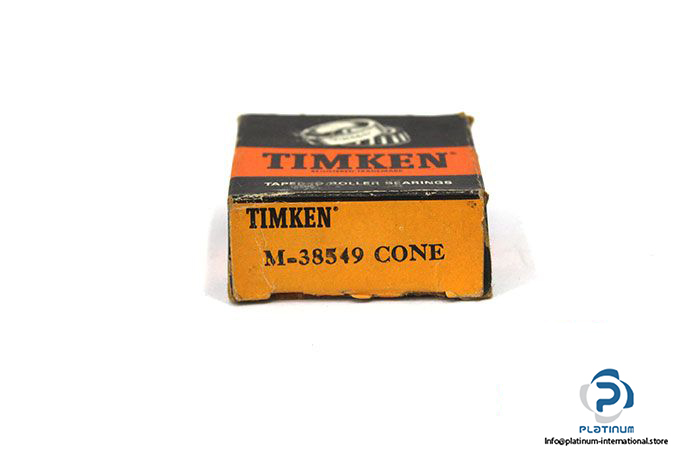 TIMKEN®
REGISTERED TRADEMARK
TAPERED ROLLER BEARINGS
TIMKEN®
M-38549 CONE
PLATINUM
Info@platinum-international.store